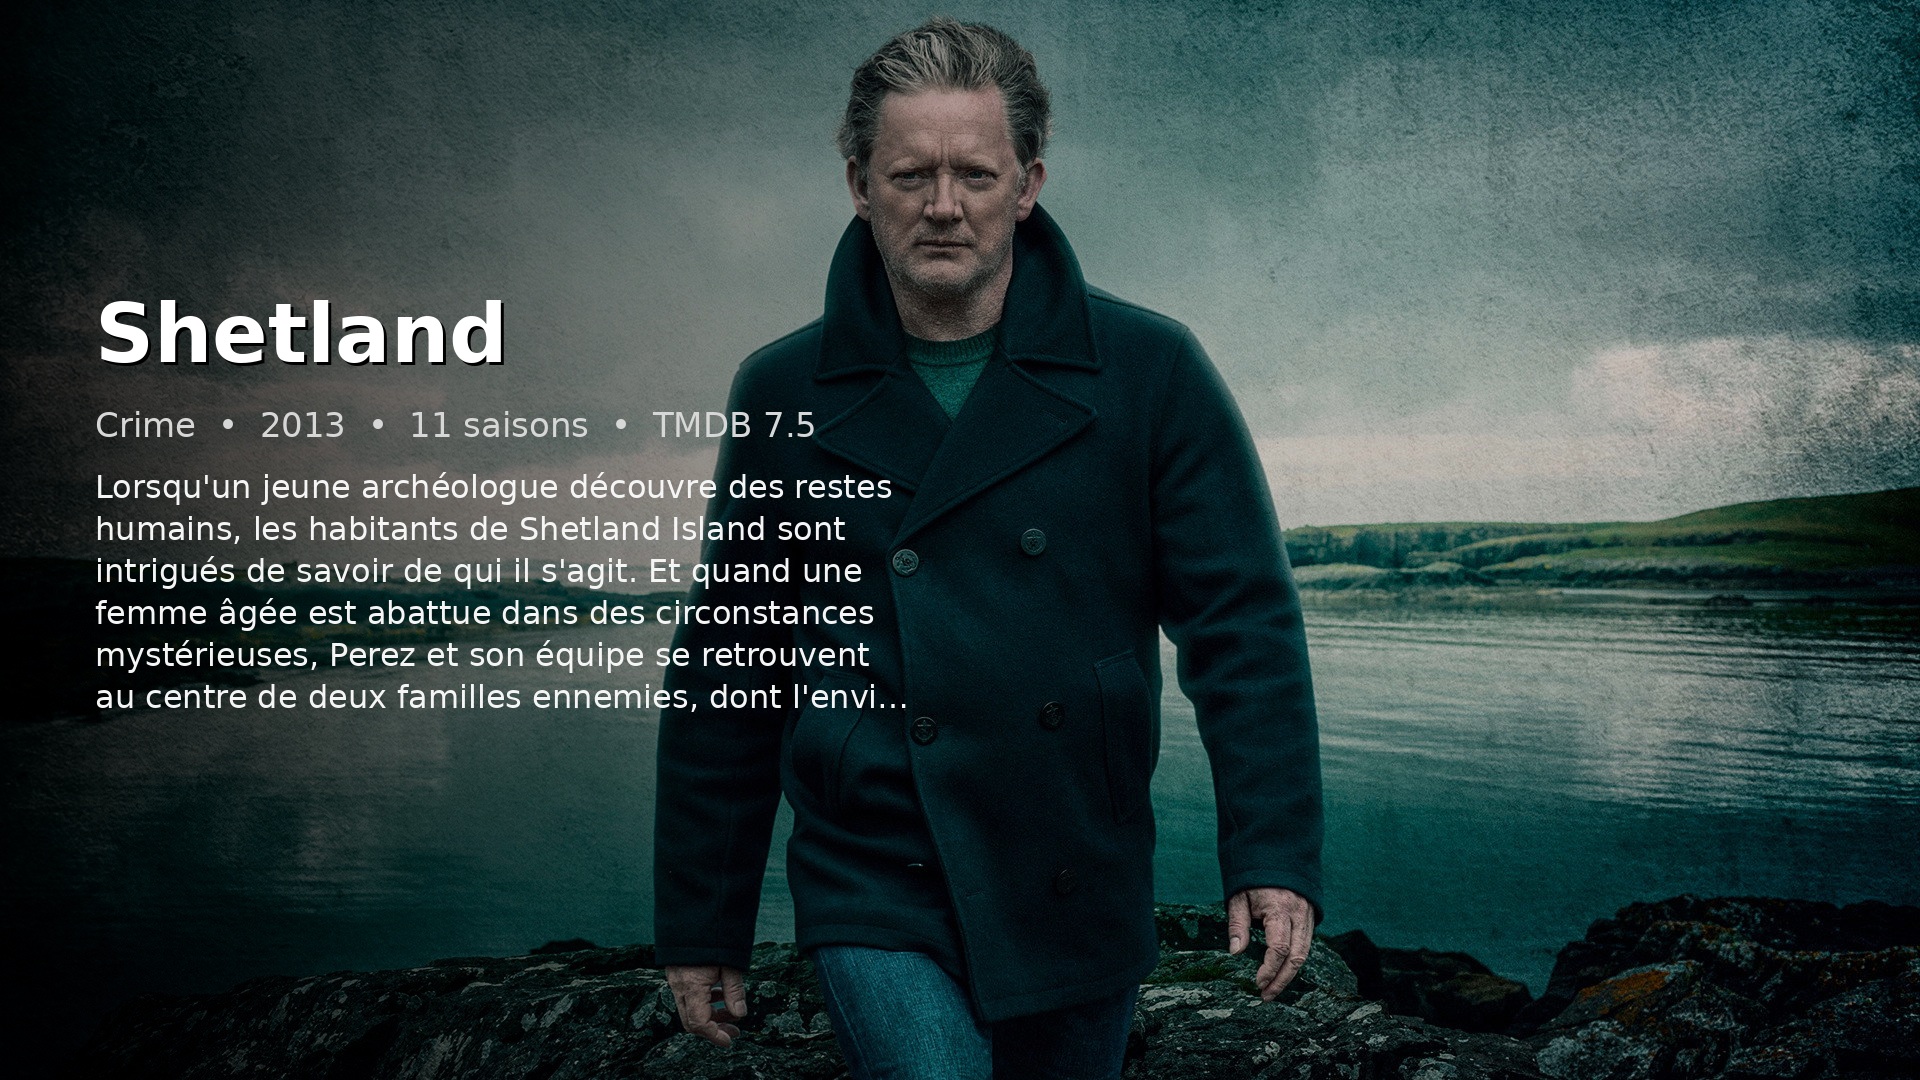 Shetland
Crime • 2013 • 11 saisons • TMDB 7.5
Lorsqu'un jeune archéologue découvre des restes
humains, les habitants de Shetland Island sont
intrigués de savoir de qui il s'agit. Et quand une
femme âgée est abattue dans des circonstances
mystérieuses, Perez et son équipe se retrouvent
au centre de deux familles ennemies, dont l'envi...